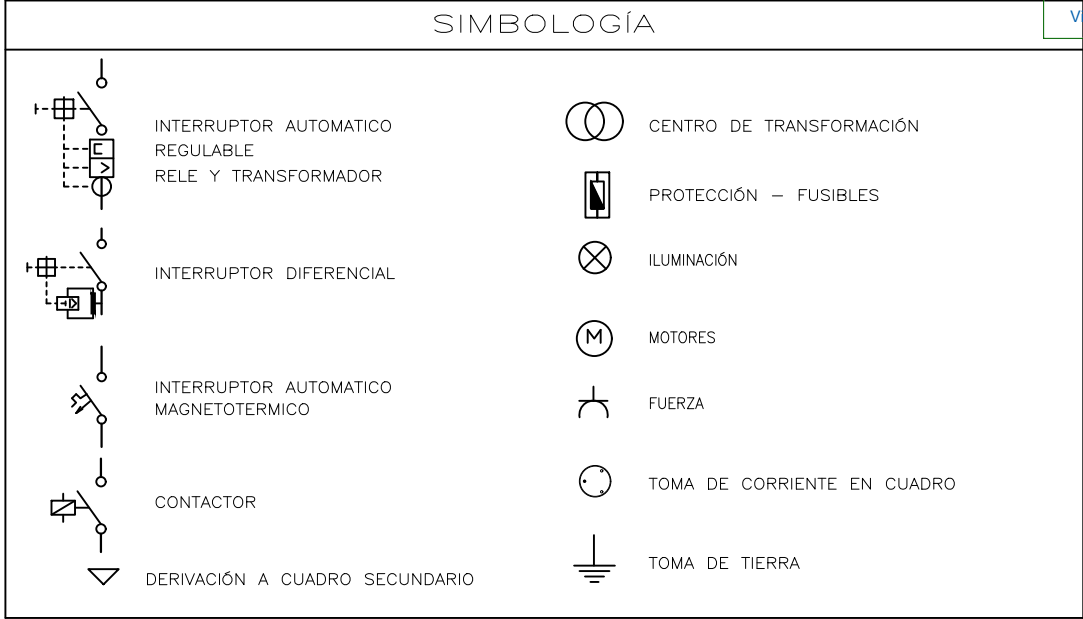 SIMBOLOGÍA
INTERRUPTOR AUTOMATICO
REGULABLE
RELE Y TRANSFORMADOR
INTERRUPTOR DIFERENCIAL
INTERRUPTOR AUTOMATICO
MAGNETOTERMICO
CONTACTOR
DERIVACIÓN A CUADRO SECUNDARIO
CENTRO DE TRANSFORMACIÓN
PROTECCIÓN – FUSIBLES
ILUMINACIÓN
M
MOTORES
FUERZA
TOMA DE CORRIENTE EN CUADRO
TOMA DE TIERRA